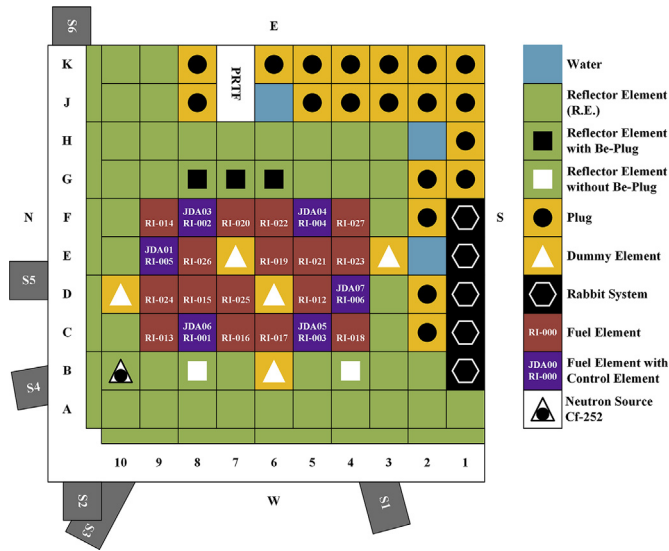 S6
E
K
PRTF
J
H
G
N
F
RI-014
JDA03
RI-002
RI-020
RI-022
JDA04
RI-004
RI-027
S
E
JDA01
RI-005
RI-026
RI-019
RI-021
RI-023
S5
D
RI-024
RI-015
RI-025
RI-012
JDA07
RI-006
C
RI-013
JDA06
RI-001
RI-016
RI-017
JDA05
RI-003
RI-018
S4
B
A
10 9 8 7 6 5 4 3 2 1
S2
S3
W
S1
Water
Reflector Element
(R.E.)
Reflector Element
with Be-Plug
Reflector Element
without Be-Plug
Plug
Dummy Element
Rabbit System
RI-000
Fuel Element
JDA00
RI-000
Fuel Element with
Control Element
Neutron Source
Cf-252